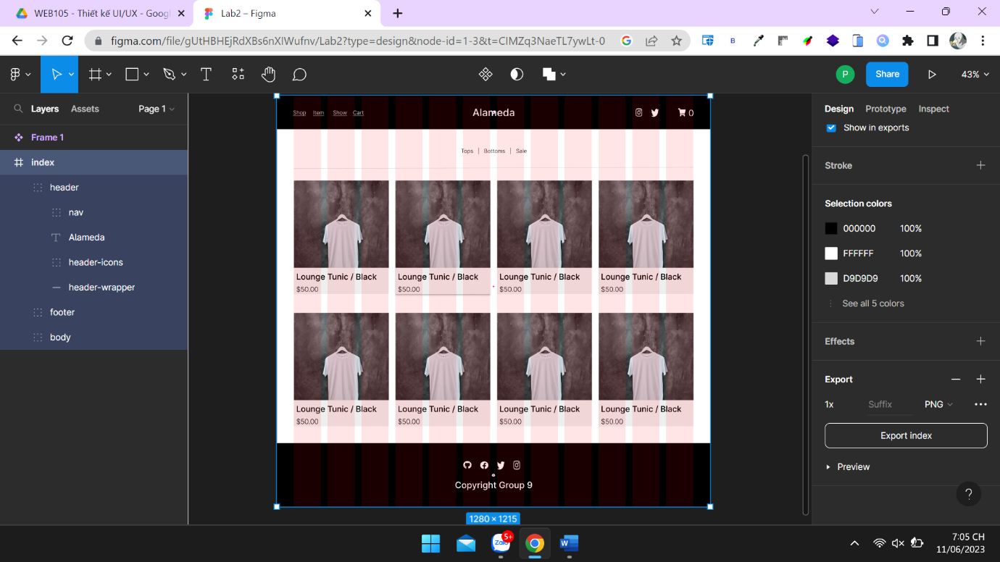 WEB105 - Thiết kế UI/UX - Goog
Lab2 – Figma
figma.com/file/gUtHBHEjRdXBs6nXIWufnv/Lab2?type=design&node-id=1-3&t=CIMZq3NaeTL7ywLt-0
P
Share
43%
Layers
Assets
Page 1
Frame 1
index
header
nav
Alameda
header-icons
header-wrapper
footer
body
Shop Item Show Cart
Alameda
0
Tops | Bottoms | Sale
Lounge Tunic / Black Lounge Tunic / Black Lounge Tunic / Black Lounge Tunic / Black
$50.00 $50.00 $50.00 $50.00
Lounge Tunic / Black Lounge Tunic / Black Lounge Tunic / Black Lounge Tunic / Black
$50.00 $50.00 $50.00 $50.00
Copyright Group 9
1280 × 1215
Design Prototype Inspect
Show in exports
Stroke
Selection colors
000000 100%
FFFFFF 100%
D9D9D9 100%
See all 5 colors
Effects
Export
1x Suffix PNG
Export index
Preview
?
Zalo
5+
W
7:05 CH
11/06/2023